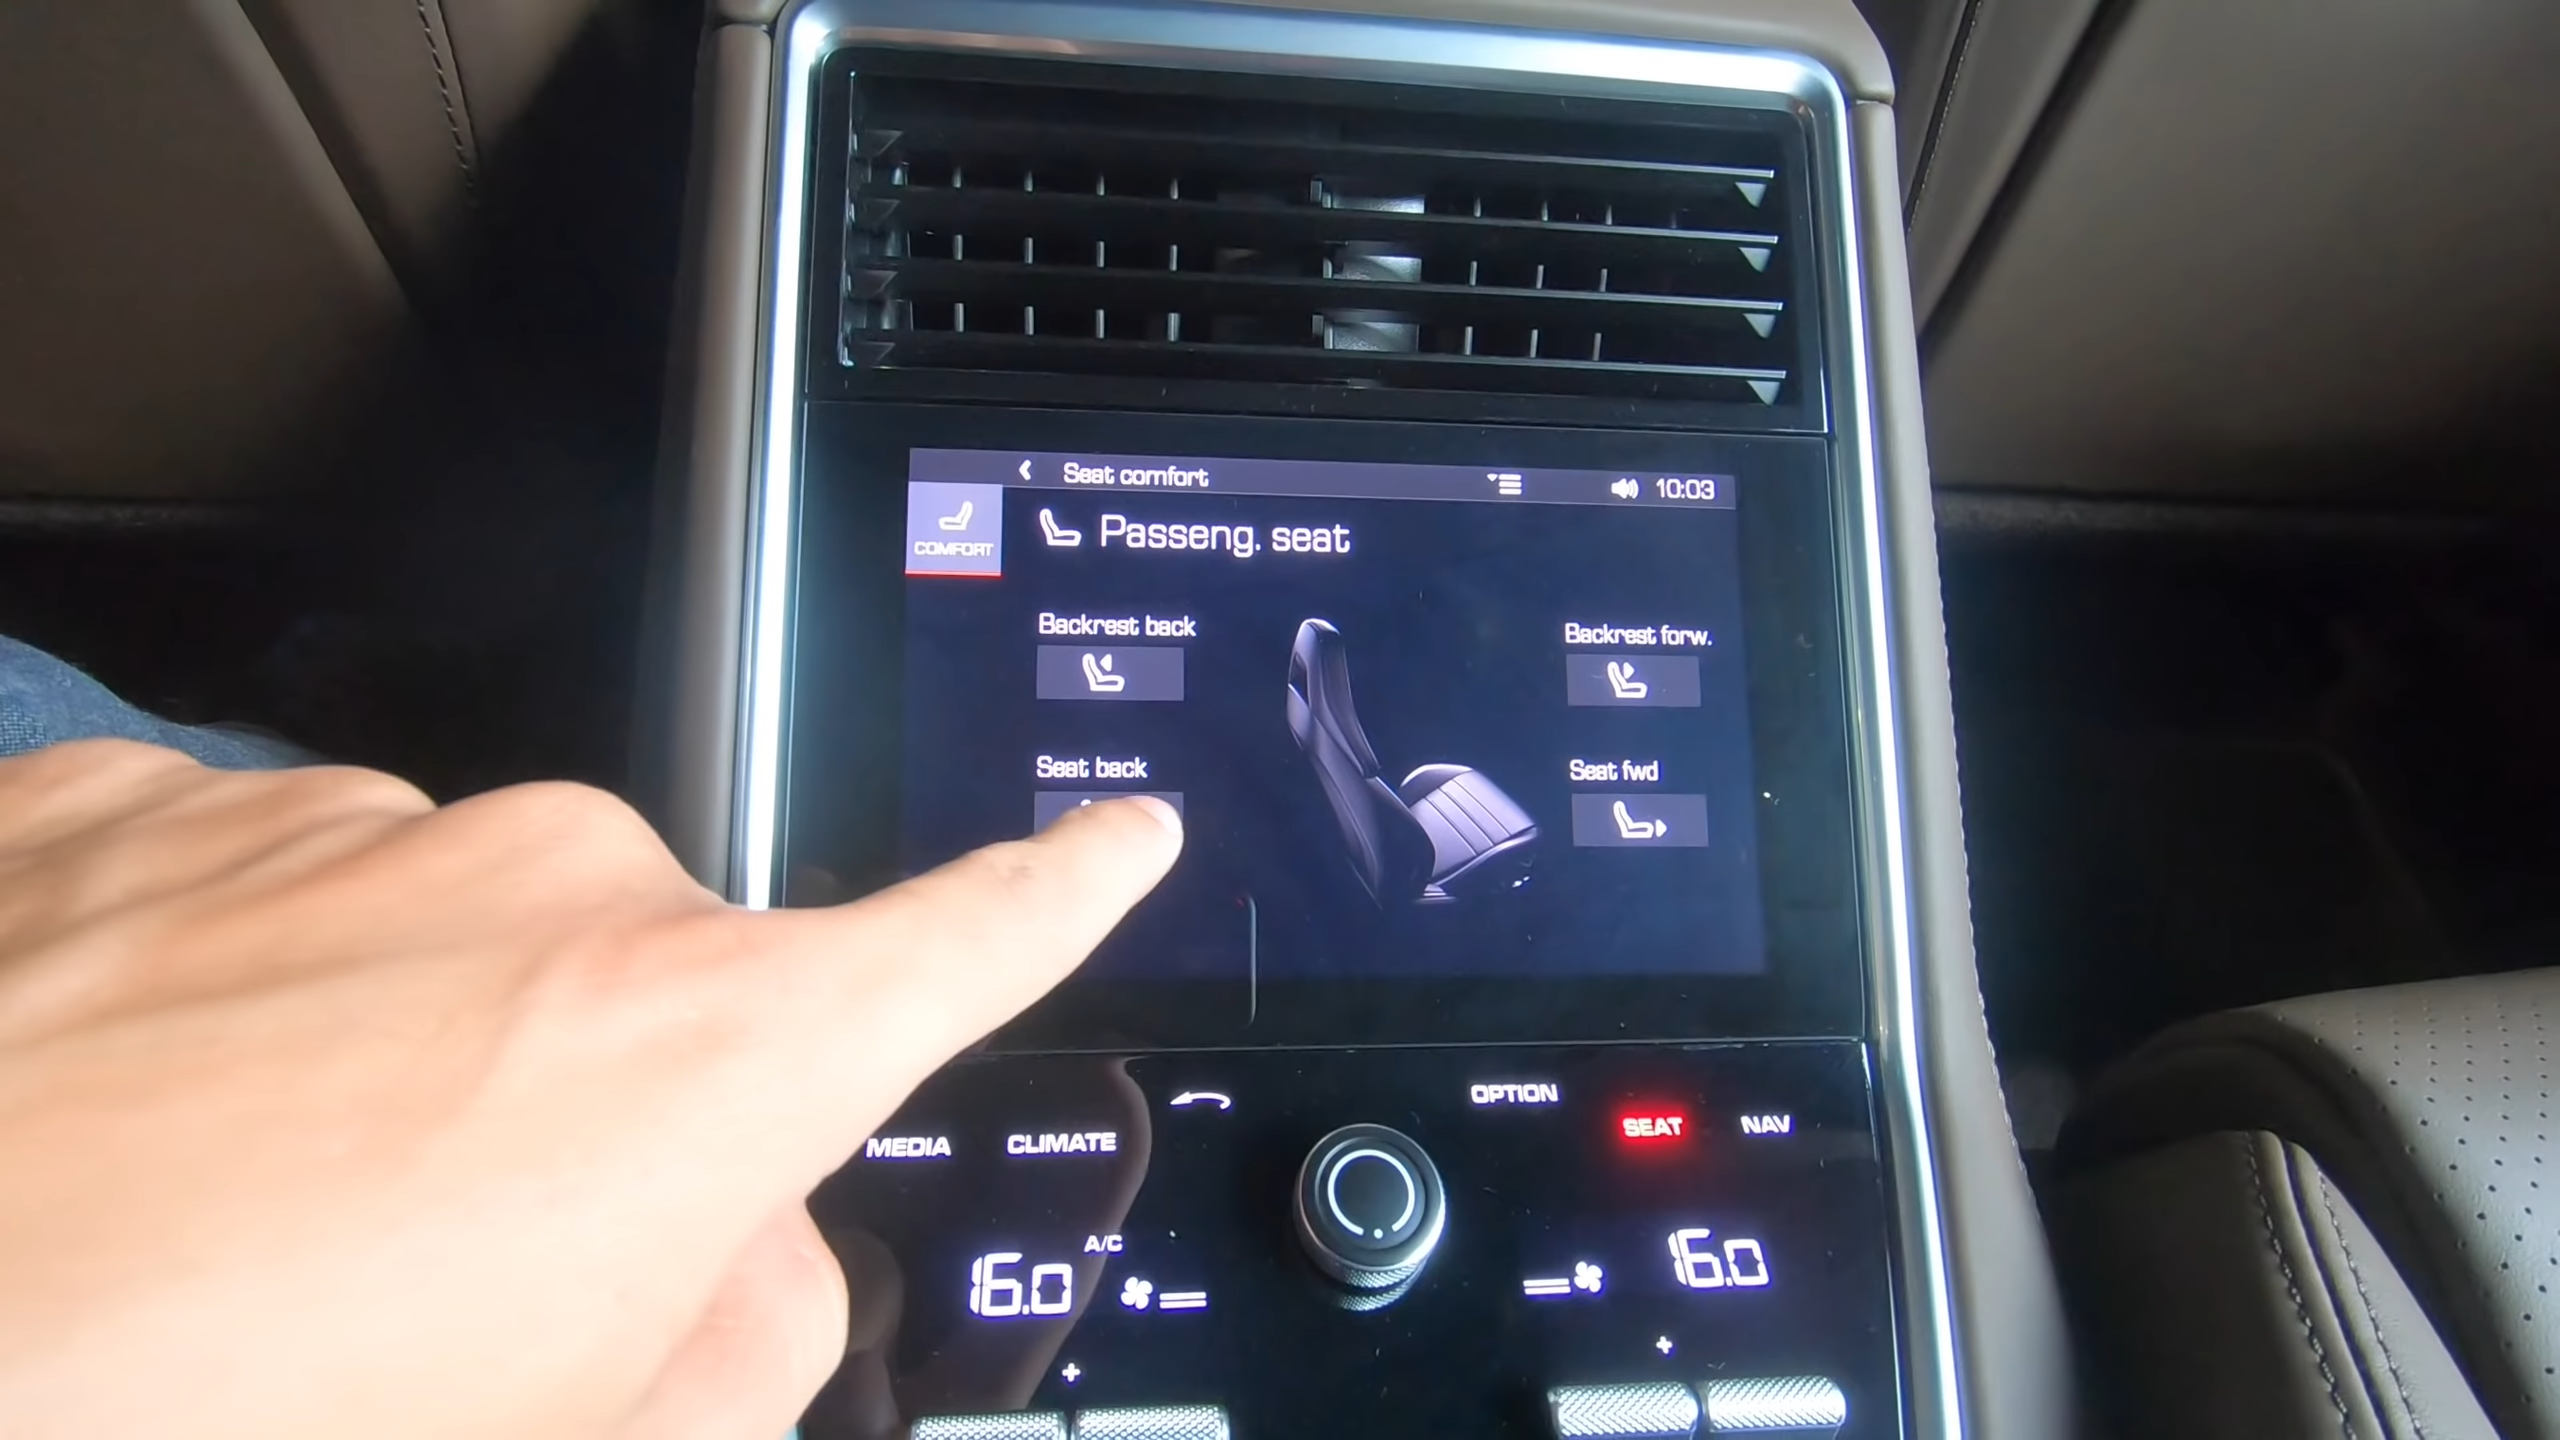 Seat comfort
10:03
COMFORT
Passeng. seat
Backrest back
Backrest forw.
Seat back
Seat fwd
OPTION
MEDIA
CLIMATE
SEAT
NAV
A/C
16.0
16.0
+
+